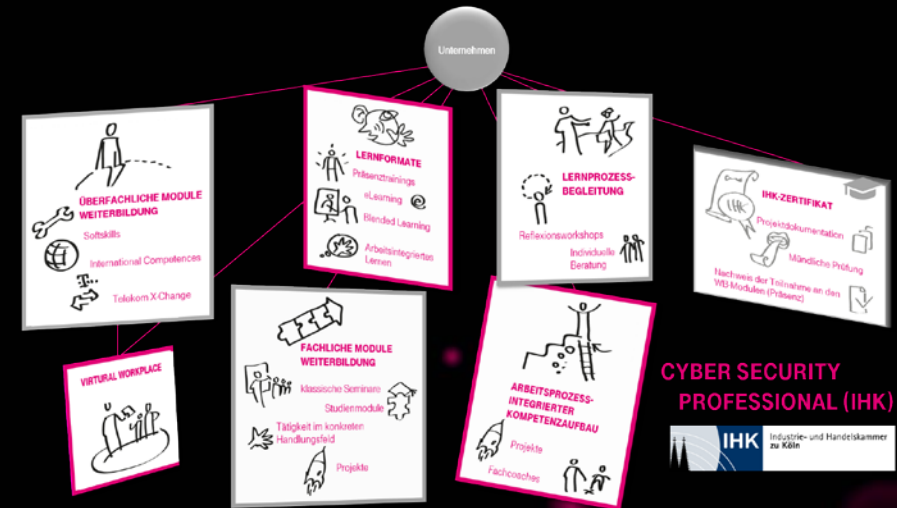 Unternehmen
ÜBERFACHLICHE MODULE
WEITERBILDUNG
Softskills
International Competences
T...
Telekom X-Change
LERNFORMATE
Präsenztrainings
eLearning
Blended Learning
Arbeitsintegriertes
Lernen
LERNPROZESS-
BEGLEITUNG
Reflexionsworkshops
Individuelle
Beratung
IHK-ZERTIFIKAT
IHK
Projektdokumentation
Mündliche Prüfung
Nachweis der Teilnahme an den
WB Modulen (Präsenz)
VIRTURAL WORKPLACE
FACHLICHE MODULE
WEITERBILDUNG
klassische Seminare
Studienmodule
Tätigkeit im konkreten
Handlungsfeld
Projekte
ARBEITSPROZESS-
INTEGRIERTER
KOMPETENZAUFBAU
Projekte
Fachcoaches
CYBER SECURITY
PROFESSIONAL (IHK)
IHK
Industrie- und Handelskammer
zu Köln